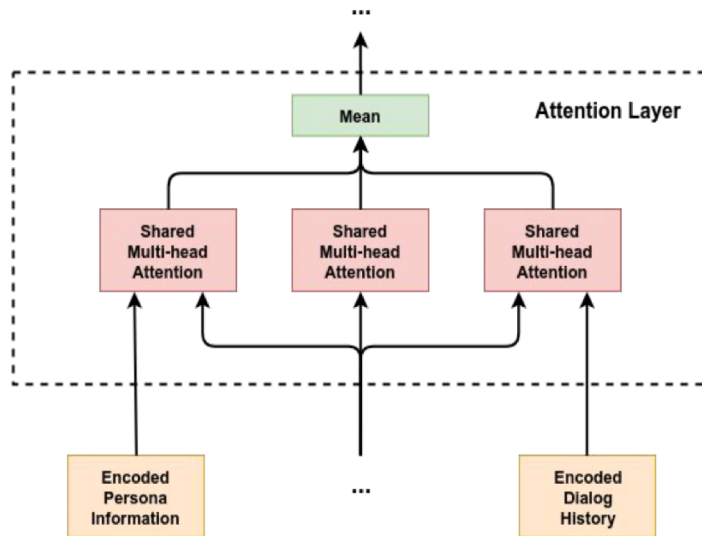 ...
Mean
Attention Layer
Shared
Multi-head
Attention
Shared
Multi-head
Attention
Shared
Multi-head
Attention
Encoded
Persona
Information
...
Encoded
Dialog
History